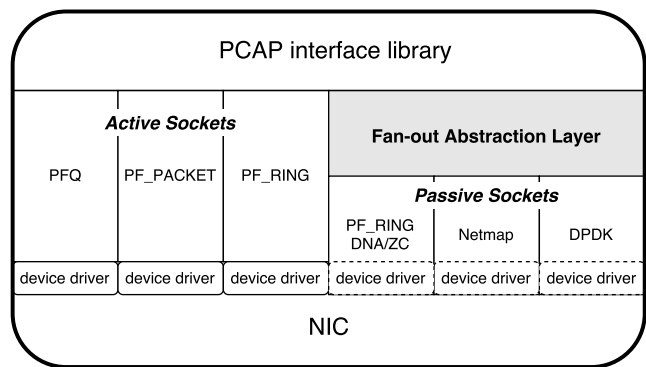 PCAP interface library
Active Sockets
Fan-out Abstraction Layer
PFQ PF_PACKET PF_RING
Passive Sockets
PF_RING DNA/ZC Netmap DPDK
device driver device driver device driver device driver device driver device driver
NIC